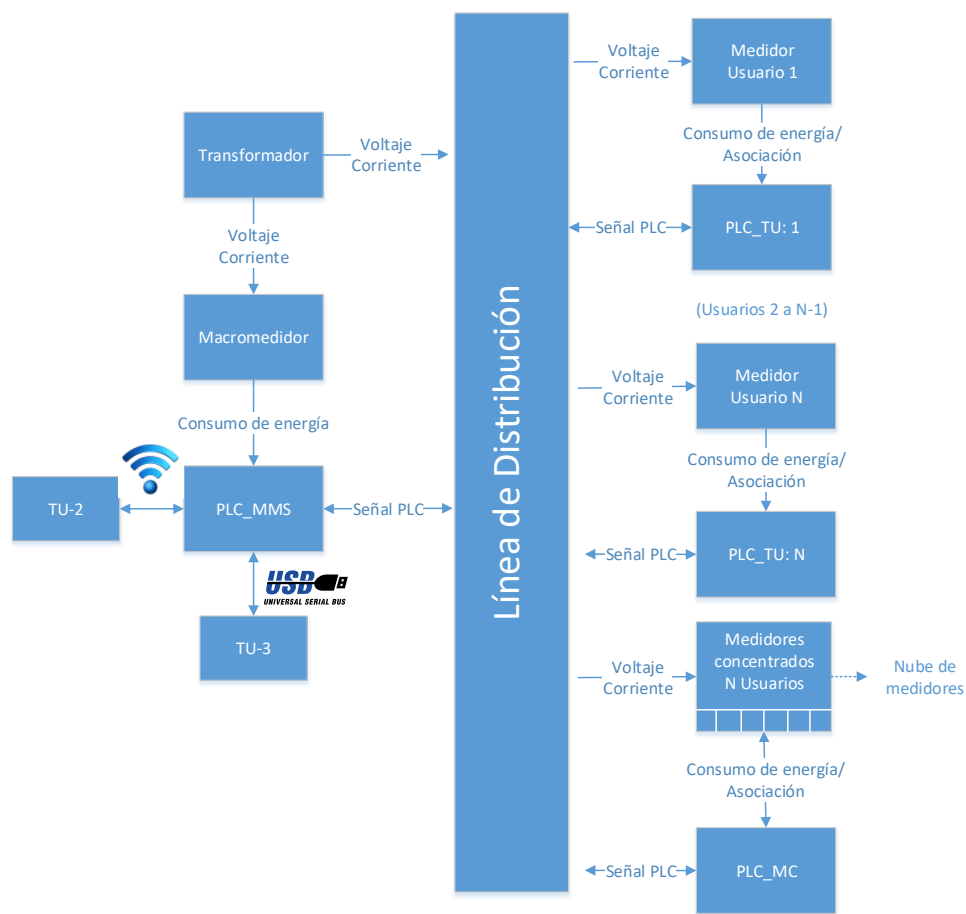 Transformador
Voltaje
Corriente
Voltaje
Corriente
Macromedidor
Consumo de energía
TU-2
PLC_MMS
Señal PLC
USB
UNIVERSAL SERIAL BUS
TU-3
Línea de Distribución
Voltaje
Corriente
Medidor
Usuario 1
Consumo de energía/
Asociación
Señal PLC
PLC_TU: 1
(Usuarios 2 a N-1)
Voltaje
Corriente
Medidor
Usuario N
Consumo de energía/
Asociación
Señal PLC
PLC_TU: N
Voltaje
Corriente
Medidores
concentrados
N Usuarios
Nube de
medidores
Consumo de energía/
Asociación
Señal PLC
PLC_MC